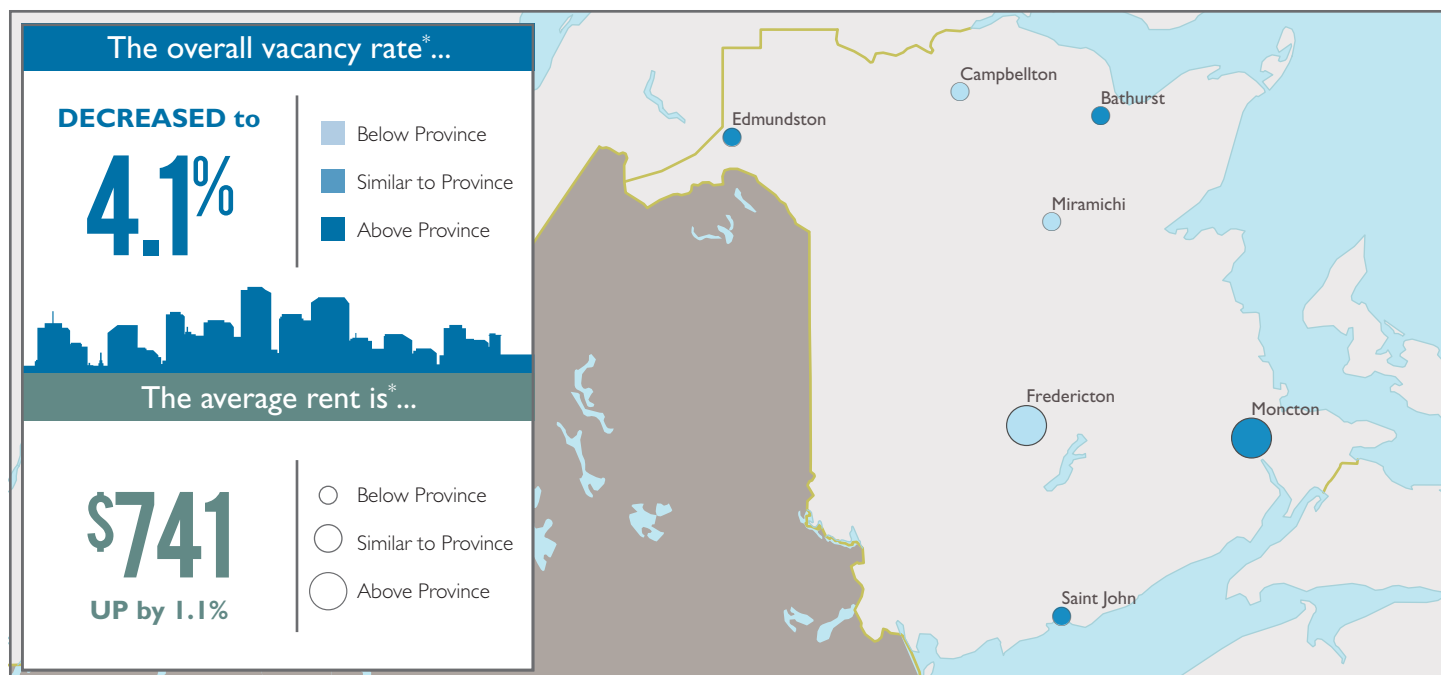 The overall vacancy rate*...
DECREASED to
4.1%
Below Province
Similar to Province
Above Province
The average rent is*...
$741
UP by 1.1%
Below Province
Similar to Province
Above Province
Campbellton
Bathurst
Edmundston
Miramichi
Fredericton
Moncton
Saint John